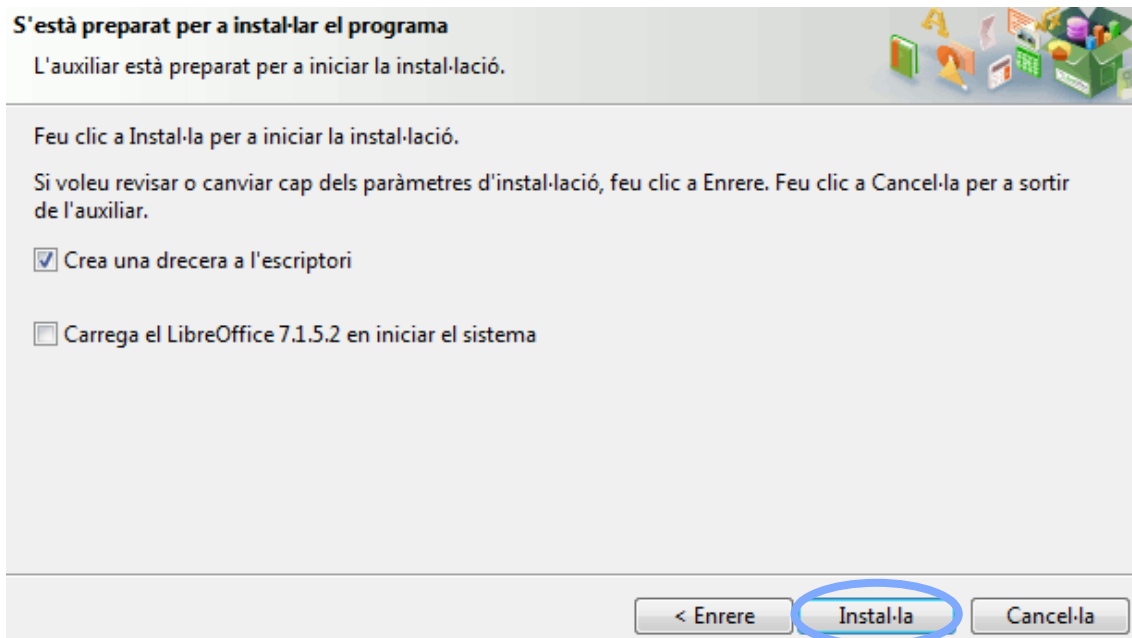 S'està preparat per a instal·lar el programa
L'auxiliar està preparat per a iniciar la instal·lació.
Feu clic a Instal·la per a iniciar la instal·lació.
Si voleu revisar o canviar cap dels paràmetres d'instal·lació, feu clic a Enrere. Feu clic a Cancel·la per a sortir
de l'auxiliar.
Crea una drecera a l'escriptori
Carrega el LibreOffice 7.1.5.2 en iniciar el sistema
< Enrere Instal·la Cancel·la